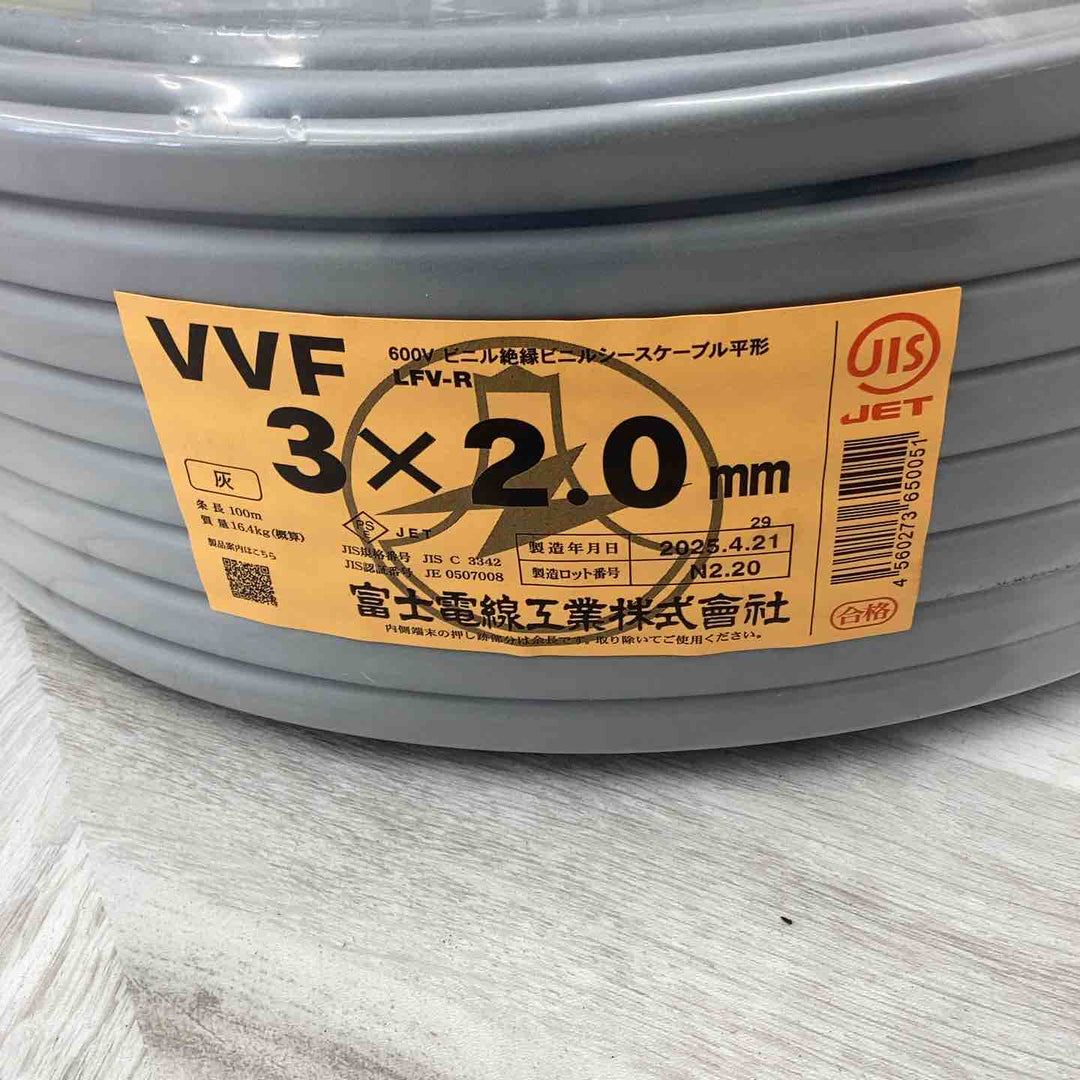 VVF
600V ビニル絶縁ビニルシースケーブル平形
LFV-R
3×2.0 mm
灰
条長 100m
質量 16.4kg (概算)
製品案内はこちら
PS
E
JET
JIS規格番号 JIS C 3342
JIS認証番号 JE 0507008
29
製造年月日 2025.4.21
製造ロット番号 N2.20
富士電線工業株式會社
内側端末の押し跡部分は余長です。取り除いてご使用ください。
JIS
JET
4 560273 650051
合格